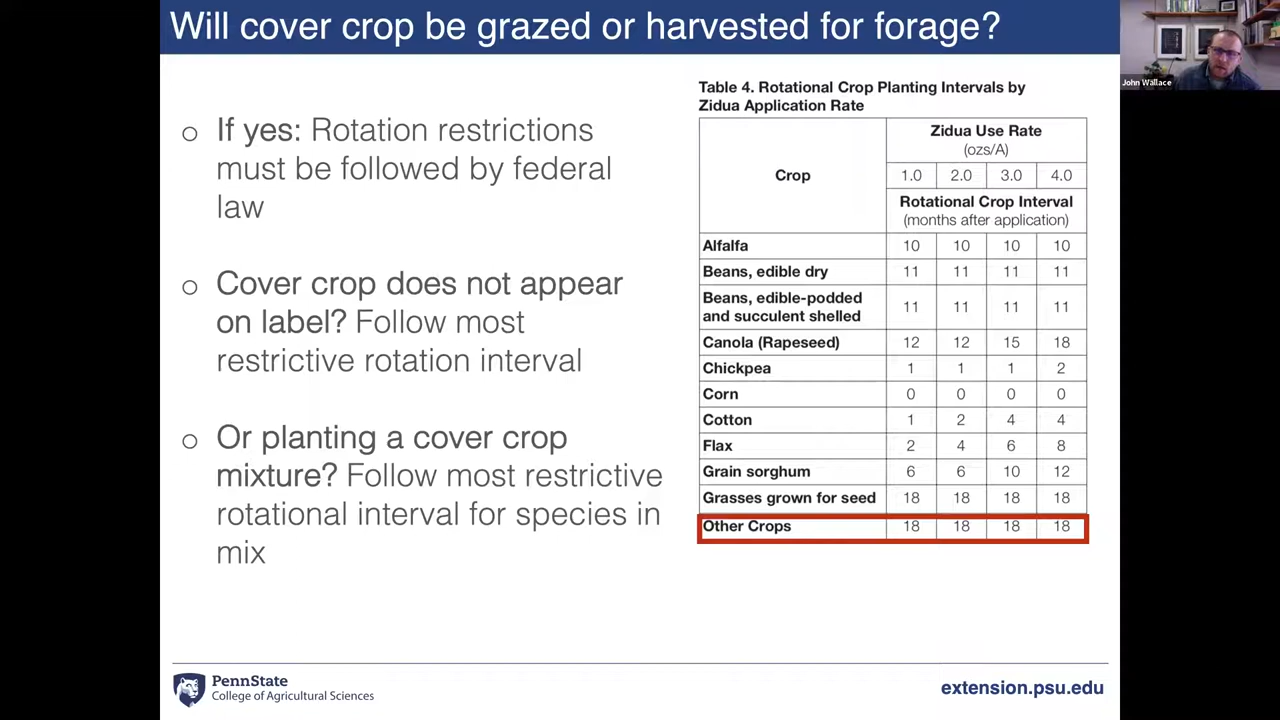 Will cover crop be grazed or harvested for forage?
John Wallace
o If yes: Rotation restrictions
must be followed by federal
law
o Cover crop does not appear
on label? Follow most
restrictive rotation interval
o Or planting a cover crop
mixture? Follow most restrictive
rotational interval for species in
mix
Table 4. Rotational Crop Planting Intervals by
Zidua Application Rate
Crop
Zidua Use Rate
(ozs/A)
1.0 2.0 3.0 4.0
Rotational Crop Interval
(months after application)
Alfalfa 10 10 10 10
Beans, edible dry 11 11 11 11
Beans, edible-podded
and succulent shelled 11 11 11 11
Canola (Rapeseed) 12 12 15 18
Chickpea 1 1 1 2
Corn 0 0 0 0
Cotton 1 2 4 4
Flax 2 4 6 8
Grain sorghum 6 6 10 12
Grasses grown for seed 18 18 18 18
Other Crops 18 18 18 18
PennState
College of Agricultural Sciences
extension.psu.edu